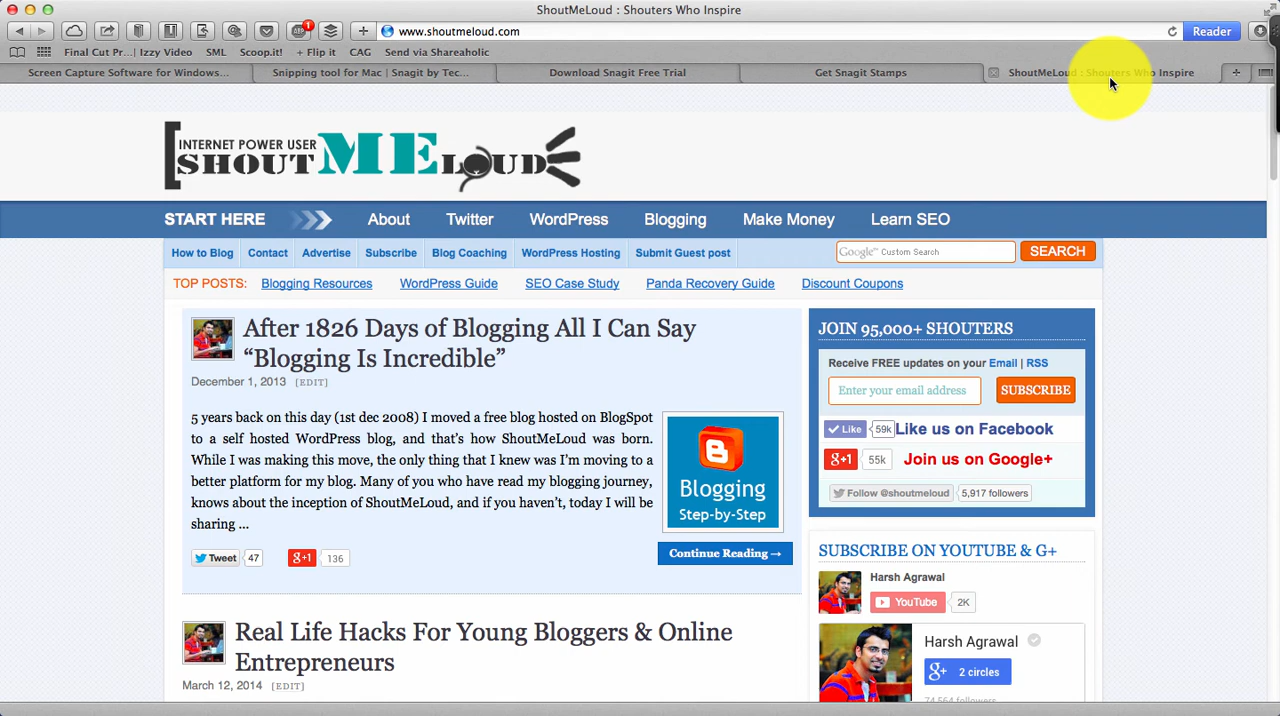 ShoutMeLoud : Shouters Who Inspire
www.shoutmeloud.com
Reader
ABP
1
Final Cut Pr... | Izzy Video
SML
Scoop.it!
+ Flip it
CAG
Send via Shareaholic
Screen Capture Software for Windows...
Snipping tool for Mac | Snagit by Tec...
Download Snagit Free Trial
Get Snagit Stamps
ShoutMeLoud : Shouters Who Inspire
INTERNET POWER USER
SHOUTMELOUD
START HERE
About
Twitter
WordPress
Blogging
Make Money
Learn SEO
How to Blog
Contact
Advertise
Subscribe
Blog Coaching
WordPress Hosting
Submit Guest post
Google™ Custom Search
SEARCH
TOP POSTS:
Blogging Resources
WordPress Guide
SEO Case Study
Panda Recovery Guide
Discount Coupons
After 1826 Days of Blogging All I Can Say
“Blogging Is Incredible”
December 1, 2013 [EDIT]
5 years back on this day (1st dec 2008) I moved a free blog hosted on BlogSpot
to a self hosted WordPress blog, and that’s how ShoutMeLoud was born.
While I was making this move, the only thing that I knew was I’m moving to a
better platform for my blog. Many of you who have read my blogging journey,
knows about the inception of ShoutMeLoud, and if you haven’t, today I will be
sharing ...
Blogging
Step-by-Step
Tweet
47
g+1
136
Continue Reading →
Real Life Hacks For Young Bloggers & Online
Entrepreneurs
March 12, 2014 [EDIT]
JOIN 95,000+ SHOUTERS
Receive FREE updates on your Email | RSS
Enter your email address
SUBSCRIBE
Like
59k
Like us on Facebook
g+1
55k
Join us on Google+
Follow @shoutmeloud
5,917 followers
SUBSCRIBE ON YOUTUBE & G+
Harsh Agrawal
YouTube
2K
Harsh Agrawal
g+ 2 circles